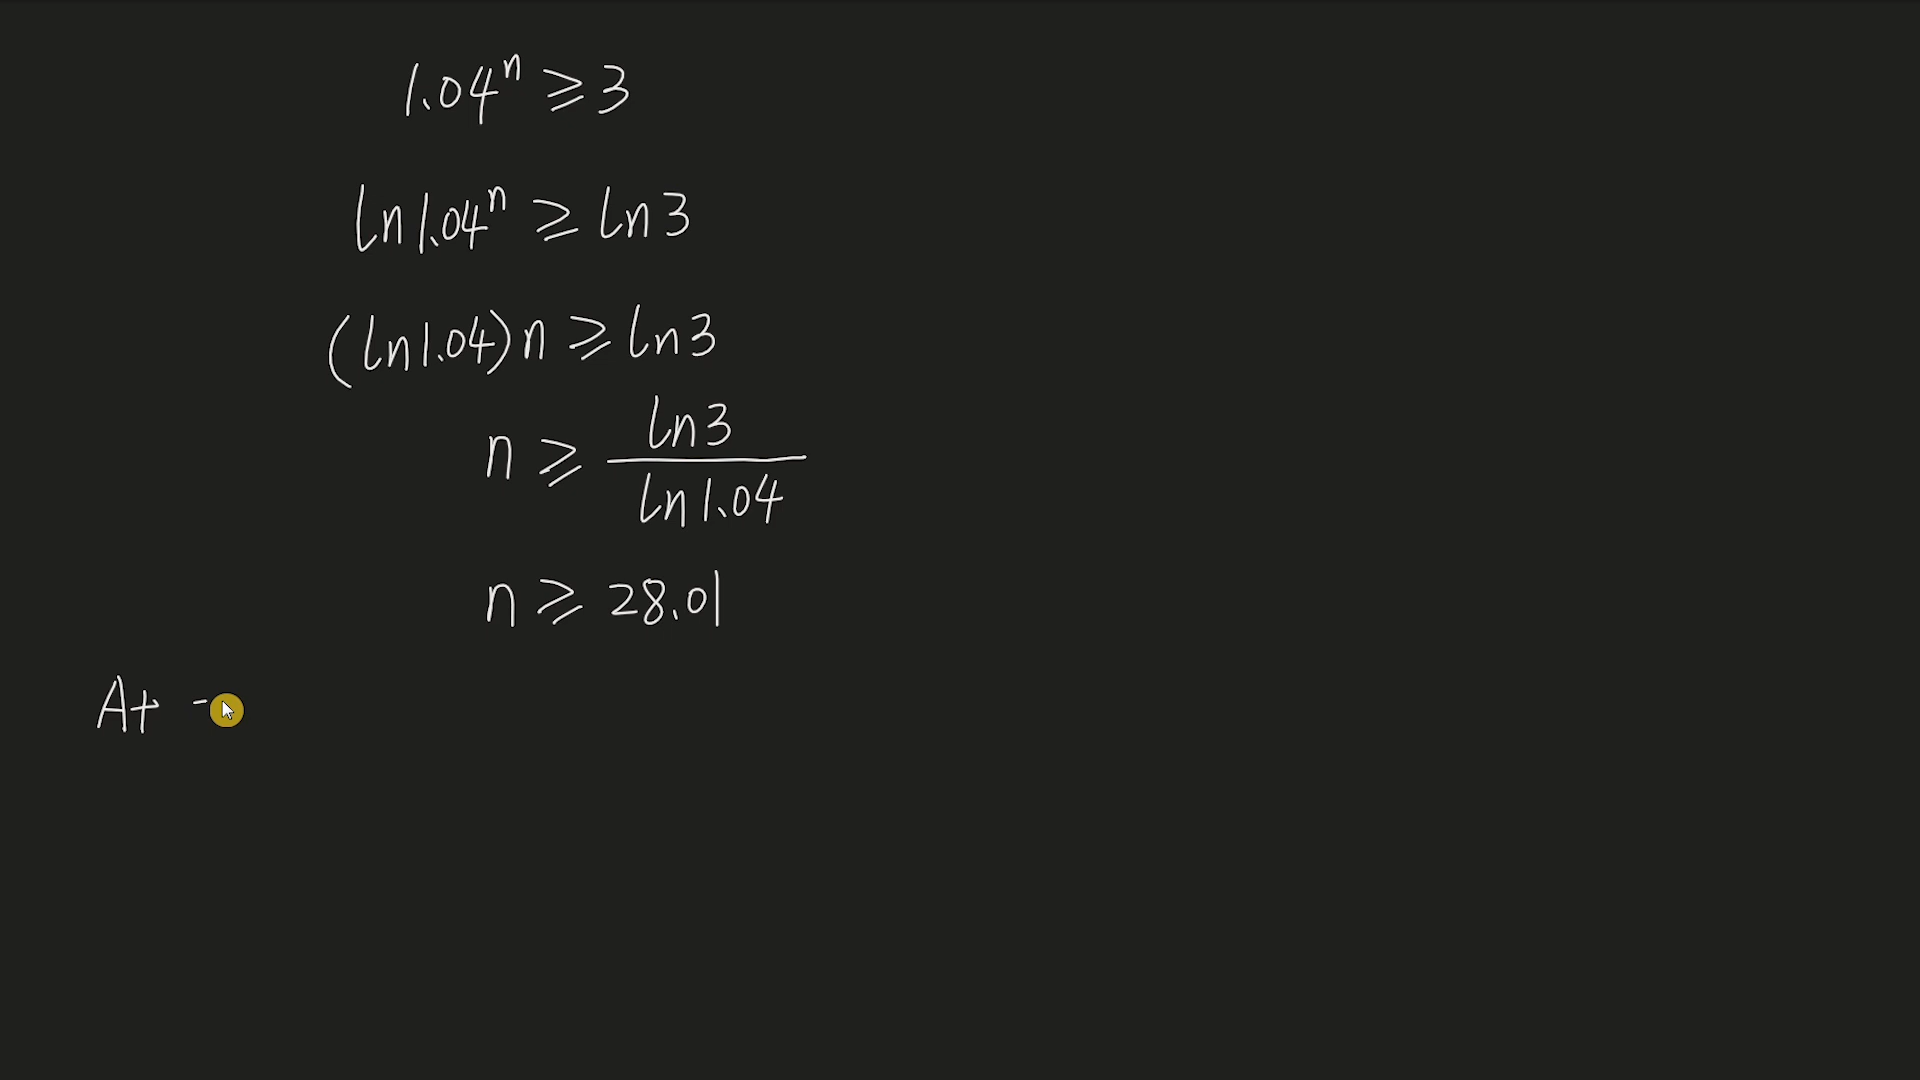 1.04ⁿ ⩾ 3
ln 1.04ⁿ ⩾ ln 3
(ln 1.04) n ⩾ ln 3
n ⩾ ln 3 / ln 1.04
n ⩾ 28.01
At